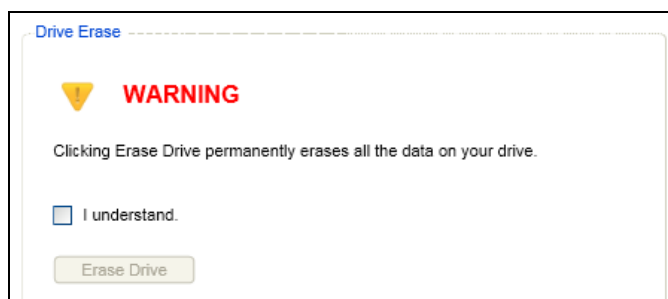 Drive Erase
WARNING
Clicking Erase Drive permanently erases all the data on your drive.
I understand.
Erase Drive